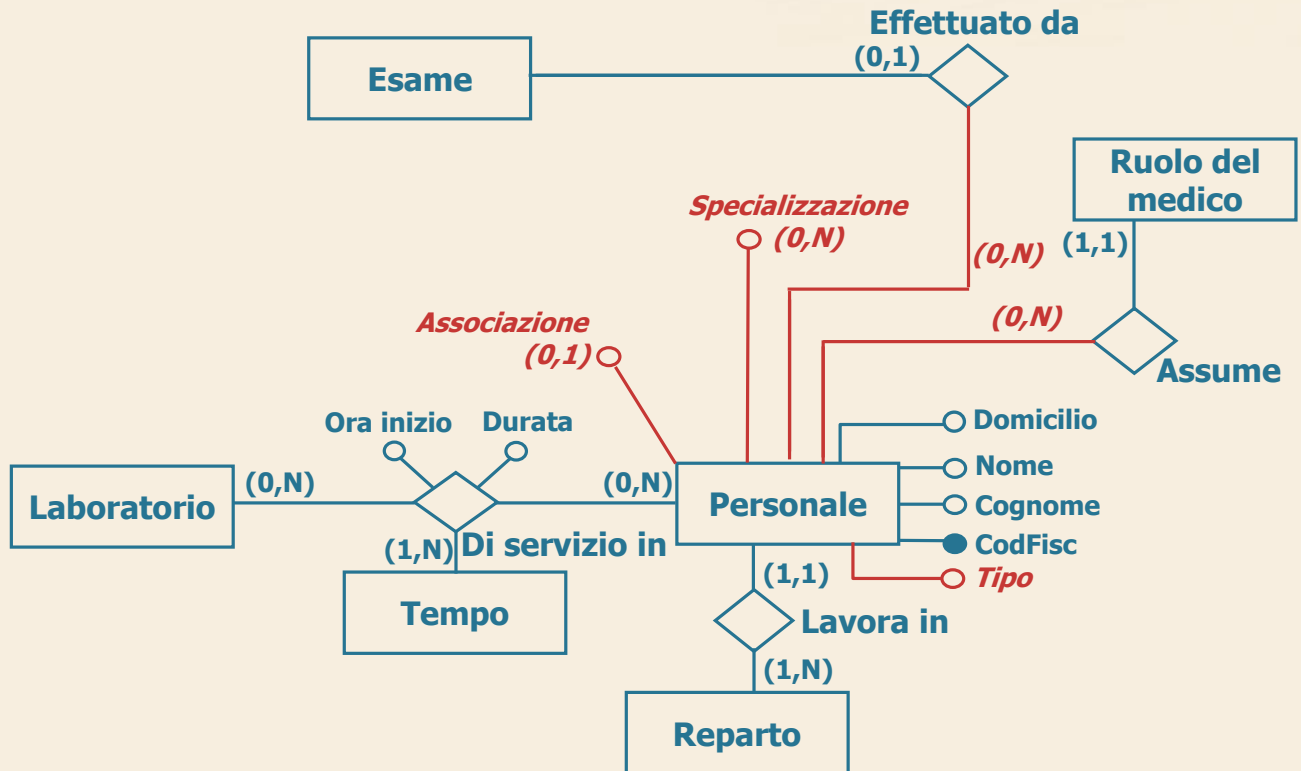 Effettuato da
(0,1)
Esame
Ruolo del
medico
Specializzazione
(0,N)
(0,N)
(1,1)
Associazione
(0,1)
(0,N)
Assume
Ora inizio
Durata
Domicilio
Nome
Cognome
CodFisc
Tipo
Laboratorio
(0,N)
(0,N)
Personale
(1,N)
Di servizio in
Tempo
(1,1)
Lavora in
(1,N)
Reparto